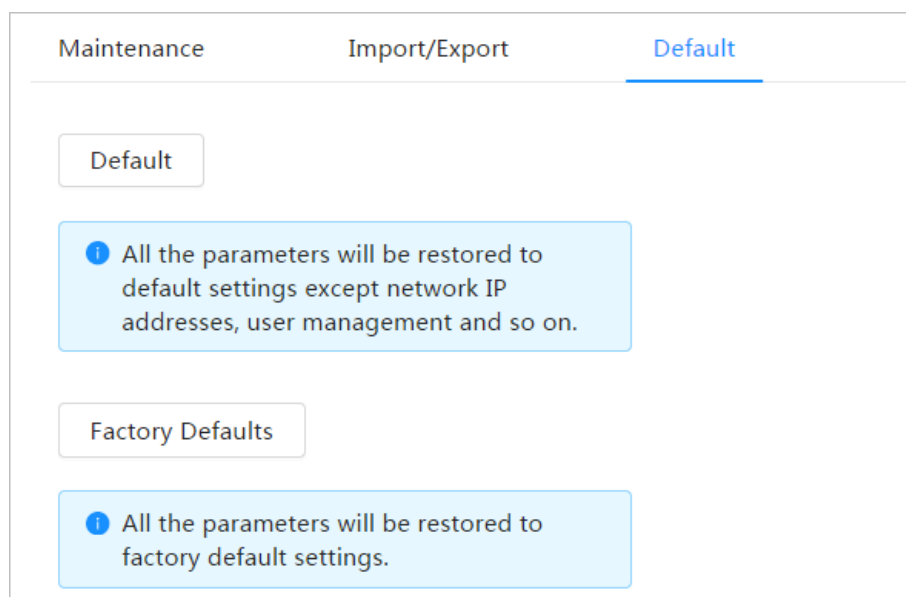 Maintenance Import/Export Default
Default
All the parameters will be restored to
default settings except network IP
addresses, user management and so on.
Factory Defaults
All the parameters will be restored to
factory default settings.